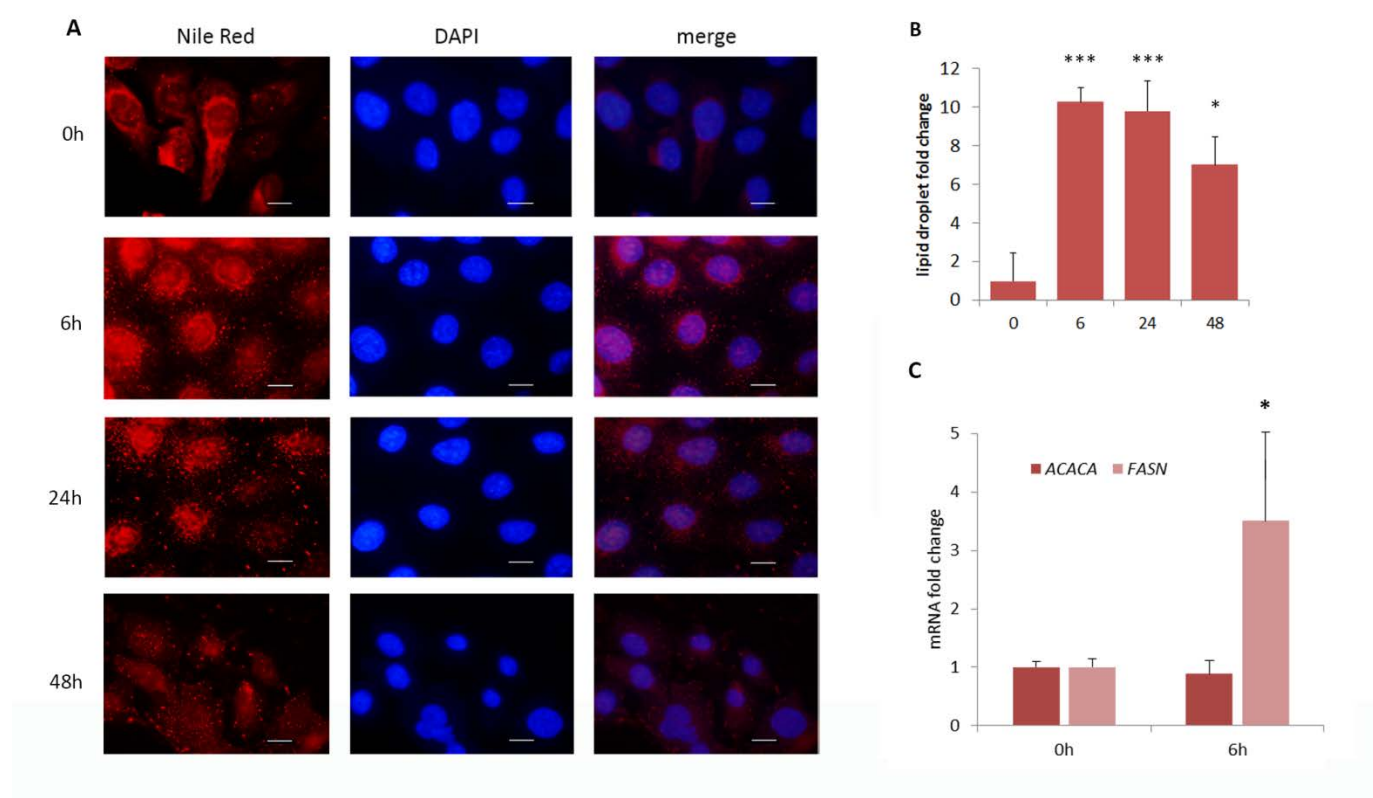 A
Nile Red DAPI merge
0h
6h
24h
48h
B
*** ***
*
lipid droplet fold change
12
10
8
6
4
2
0
0 6 24 48
C
*
mRNA fold change
5
4
3
2
1
0
ACACA FASN
0h 6h